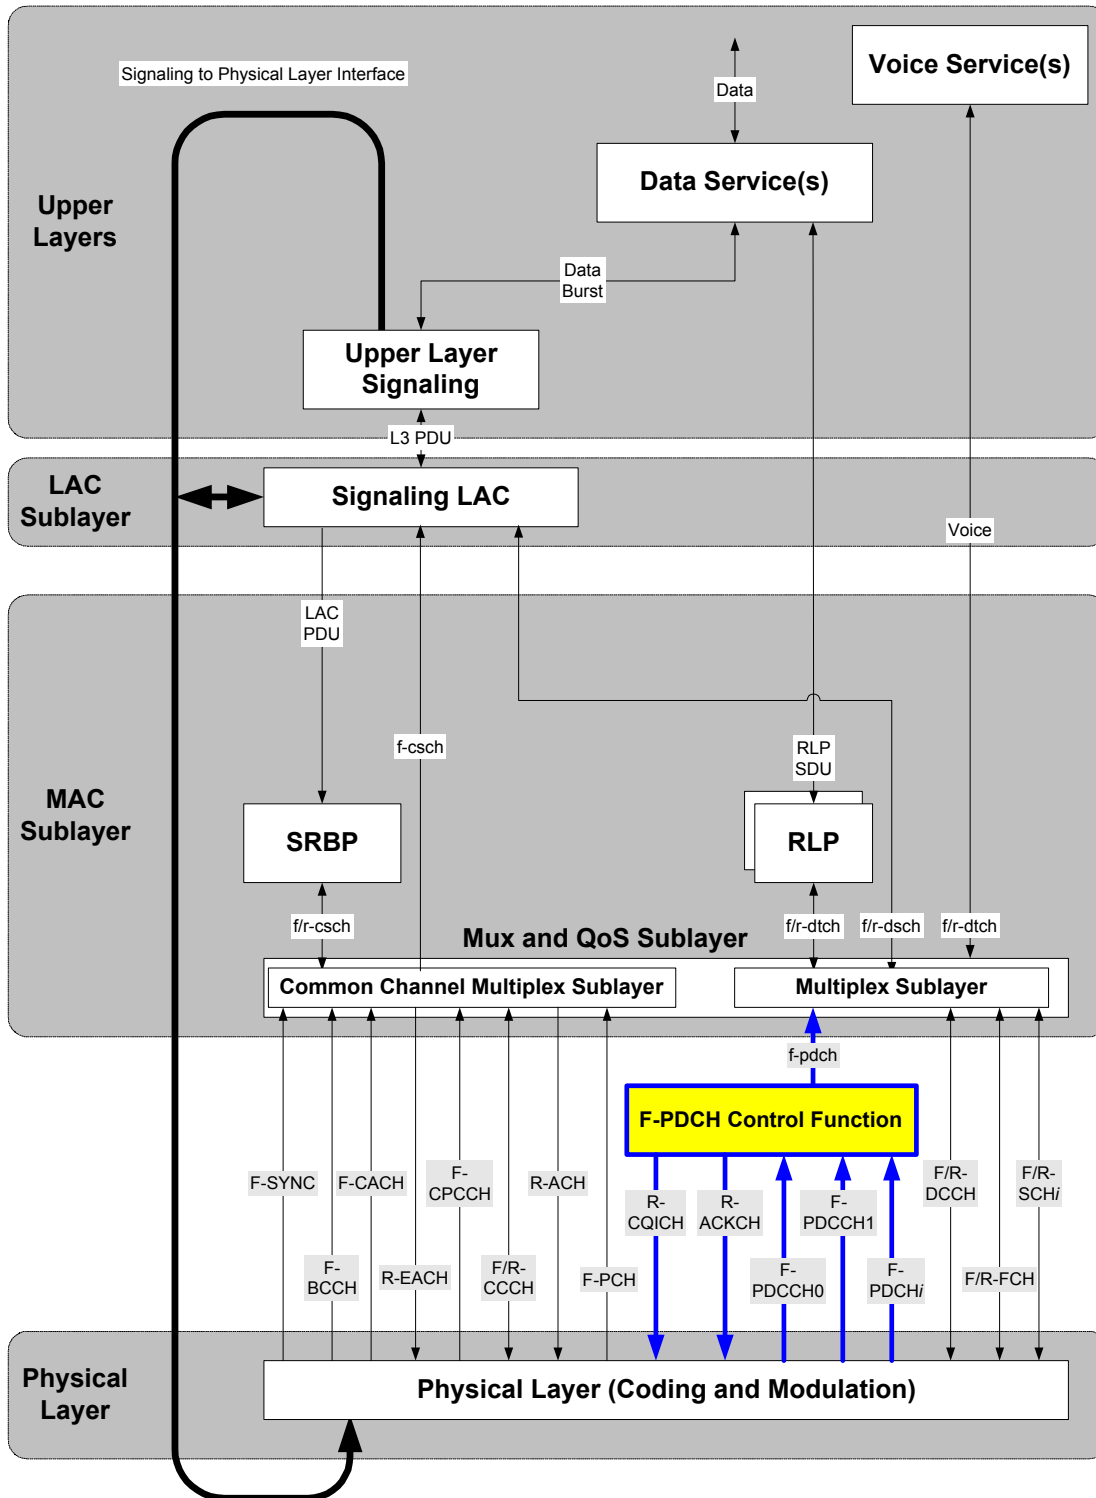 Signaling to Physical Layer Interface
Voice Service(s)
Data
Data Service(s)
Upper
Layers
Data
Burst
Upper Layer
Signaling
L3 PDU
LAC
Sublayer
Signaling LAC
Voice
LAC
PDU
f-csch
RLP
SDU
MAC
Sublayer
SRBP
RLP
f/r-csch
f/r-dtch
f/r-dsch
f/r-dtch
Mux and QoS Sublayer
Common Channel Multiplex Sublayer
Multiplex Sublayer
f-pdch
F-PDCH Control Function
F-SYNC
F-CACH
F-
CPCCH
R-ACH
R-
CQICH
R-
ACKCH
F-
PDCCH1
F/R-
DCCH
F/R-
SCHi
F-
BCCH
R-EACH
F/R-
CCCH
F-PCH
F-
PDCCH0
F-
PDCHi
F/R-FCH
Physical
Layer
Physical Layer (Coding and Modulation)